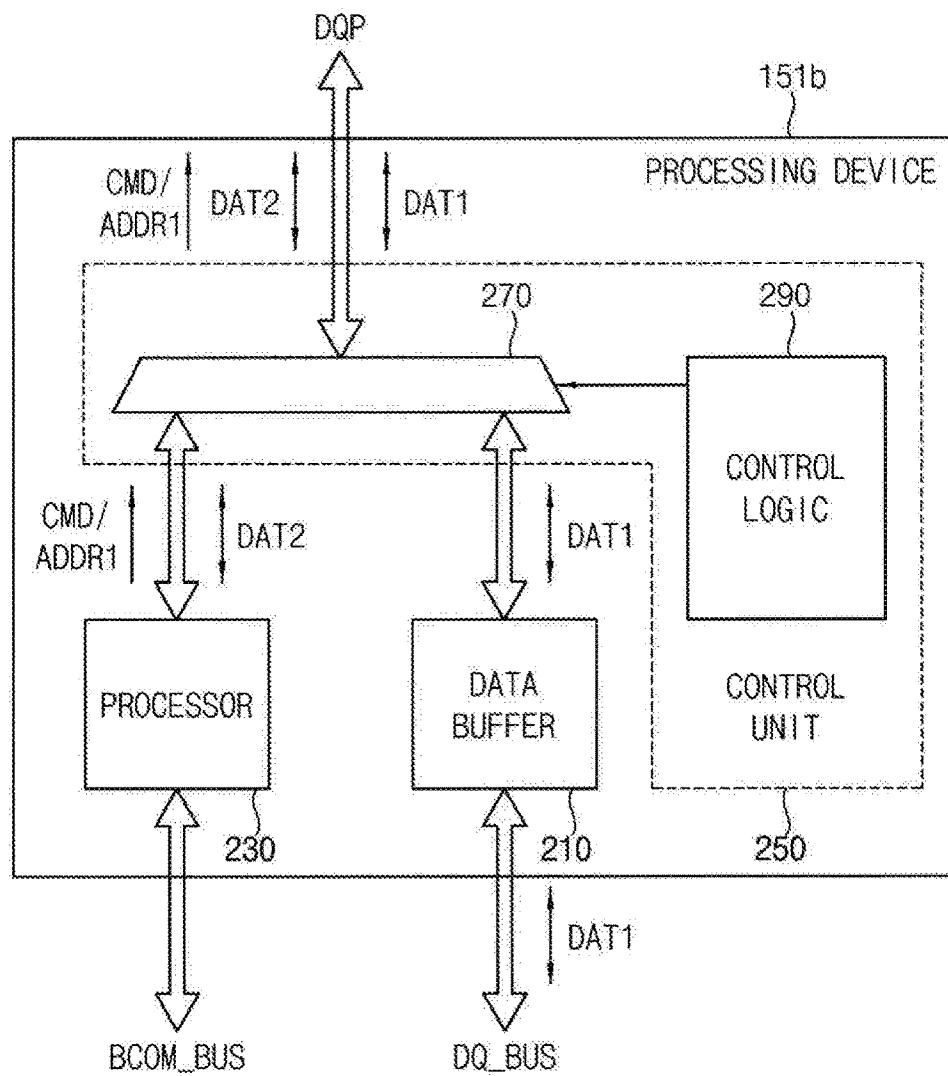 DQP
151b
PROCESSING DEVICE
CMD/
ADDR1
DAT2
DAT1
270
290
CONTROL
LOGIC
CMD/
ADDR1
DAT2
DAT1
PROCESSOR
DATA
BUFFER
CONTROL
UNIT
230
210
250
DAT1
BCOM_BUS
DQ_BUS